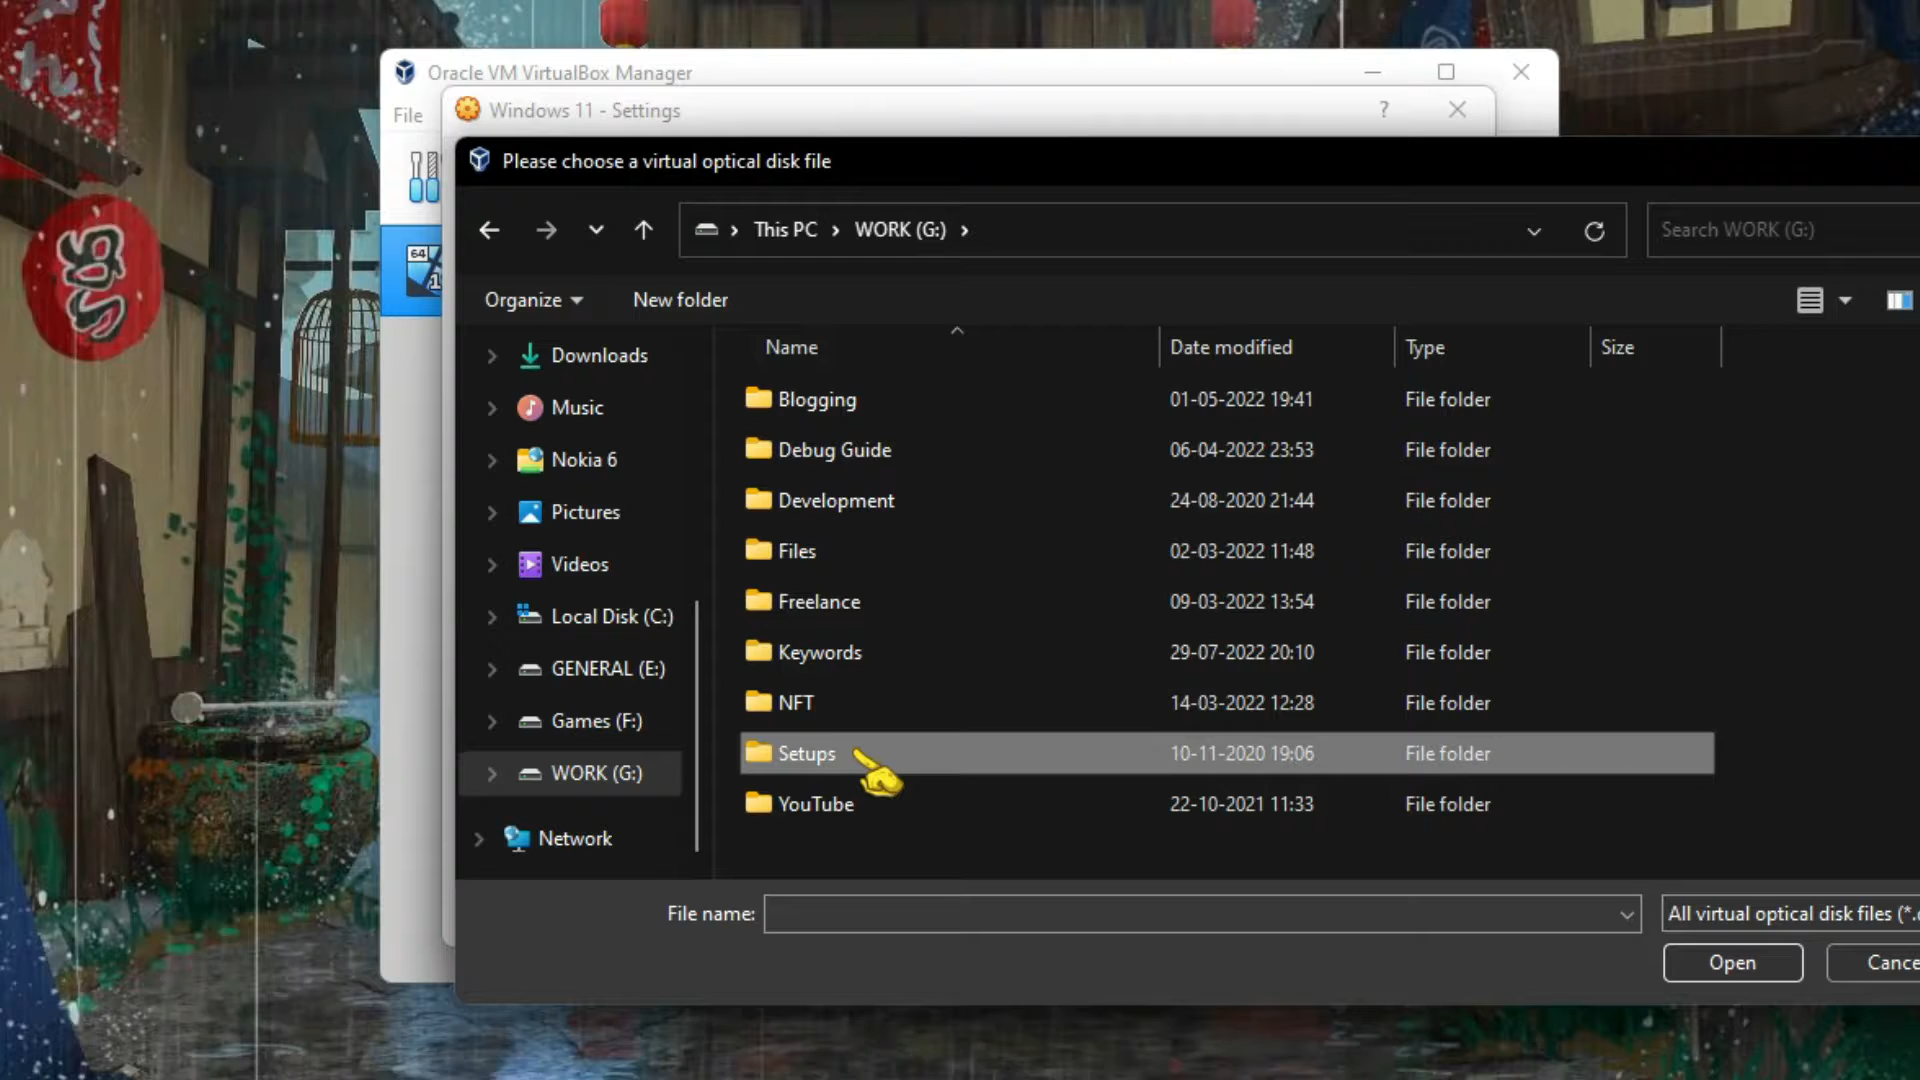 Oracle VM VirtualBox Manager
File
Windows 11 - Settings
?
Please choose a virtual optical disk file
This PC
WORK (G:)
Search WORK (G:)
Organize
New folder
Name
Date modified
Type
Size
Downloads
Music
Nokia 6
Pictures
Videos
Local Disk (C:)
GENERAL (E:)
Games (F:)
WORK (G:)
Network
Blogging 01-05-2022 19:41 File folder
Debug Guide 06-04-2022 23:53 File folder
Development 24-08-2020 21:44 File folder
Files 02-03-2022 11:48 File folder
Freelance 09-03-2022 13:54 File folder
Keywords 29-07-2022 20:10 File folder
NFT 14-03-2022 12:28 File folder
Setups 10-11-2020 19:06 File folder
YouTube 22-10-2021 11:33 File folder
File name:
All virtual optical disk files (*.
Open
Cance
64